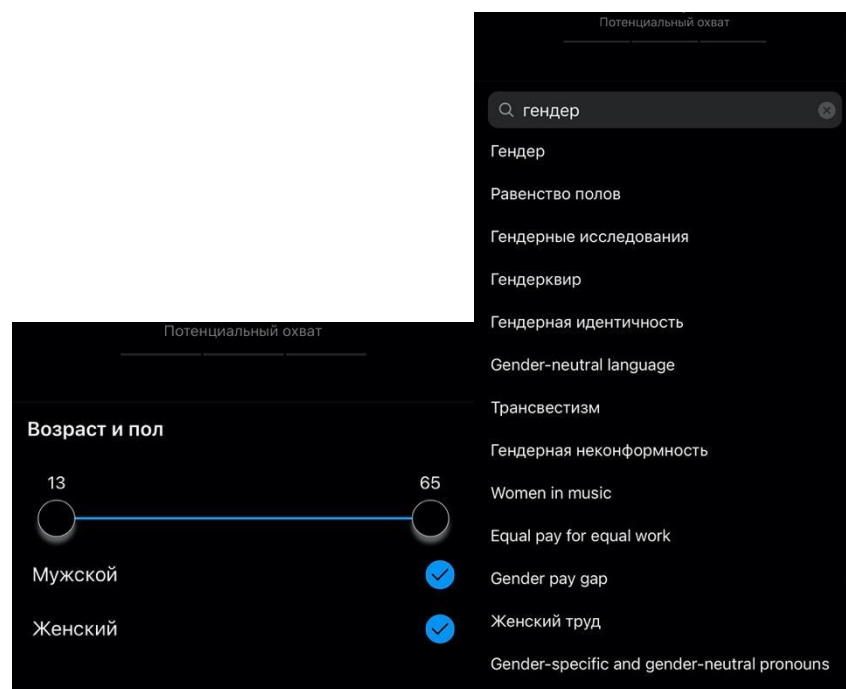 Потенциальный охват
Возраст и пол
13 65
Мужской
Женский
Потенциальный охват
гендер
Гендер
Равенство полов
Гендерные исследования
Гендерквир
Гендерная идентичность
Gender-neutral language
Трансвестизм
Гендерная неконформность
Women in music
Equal pay for equal work
Gender pay gap
Женский труд
Gender-specific and gender-neutral pronouns